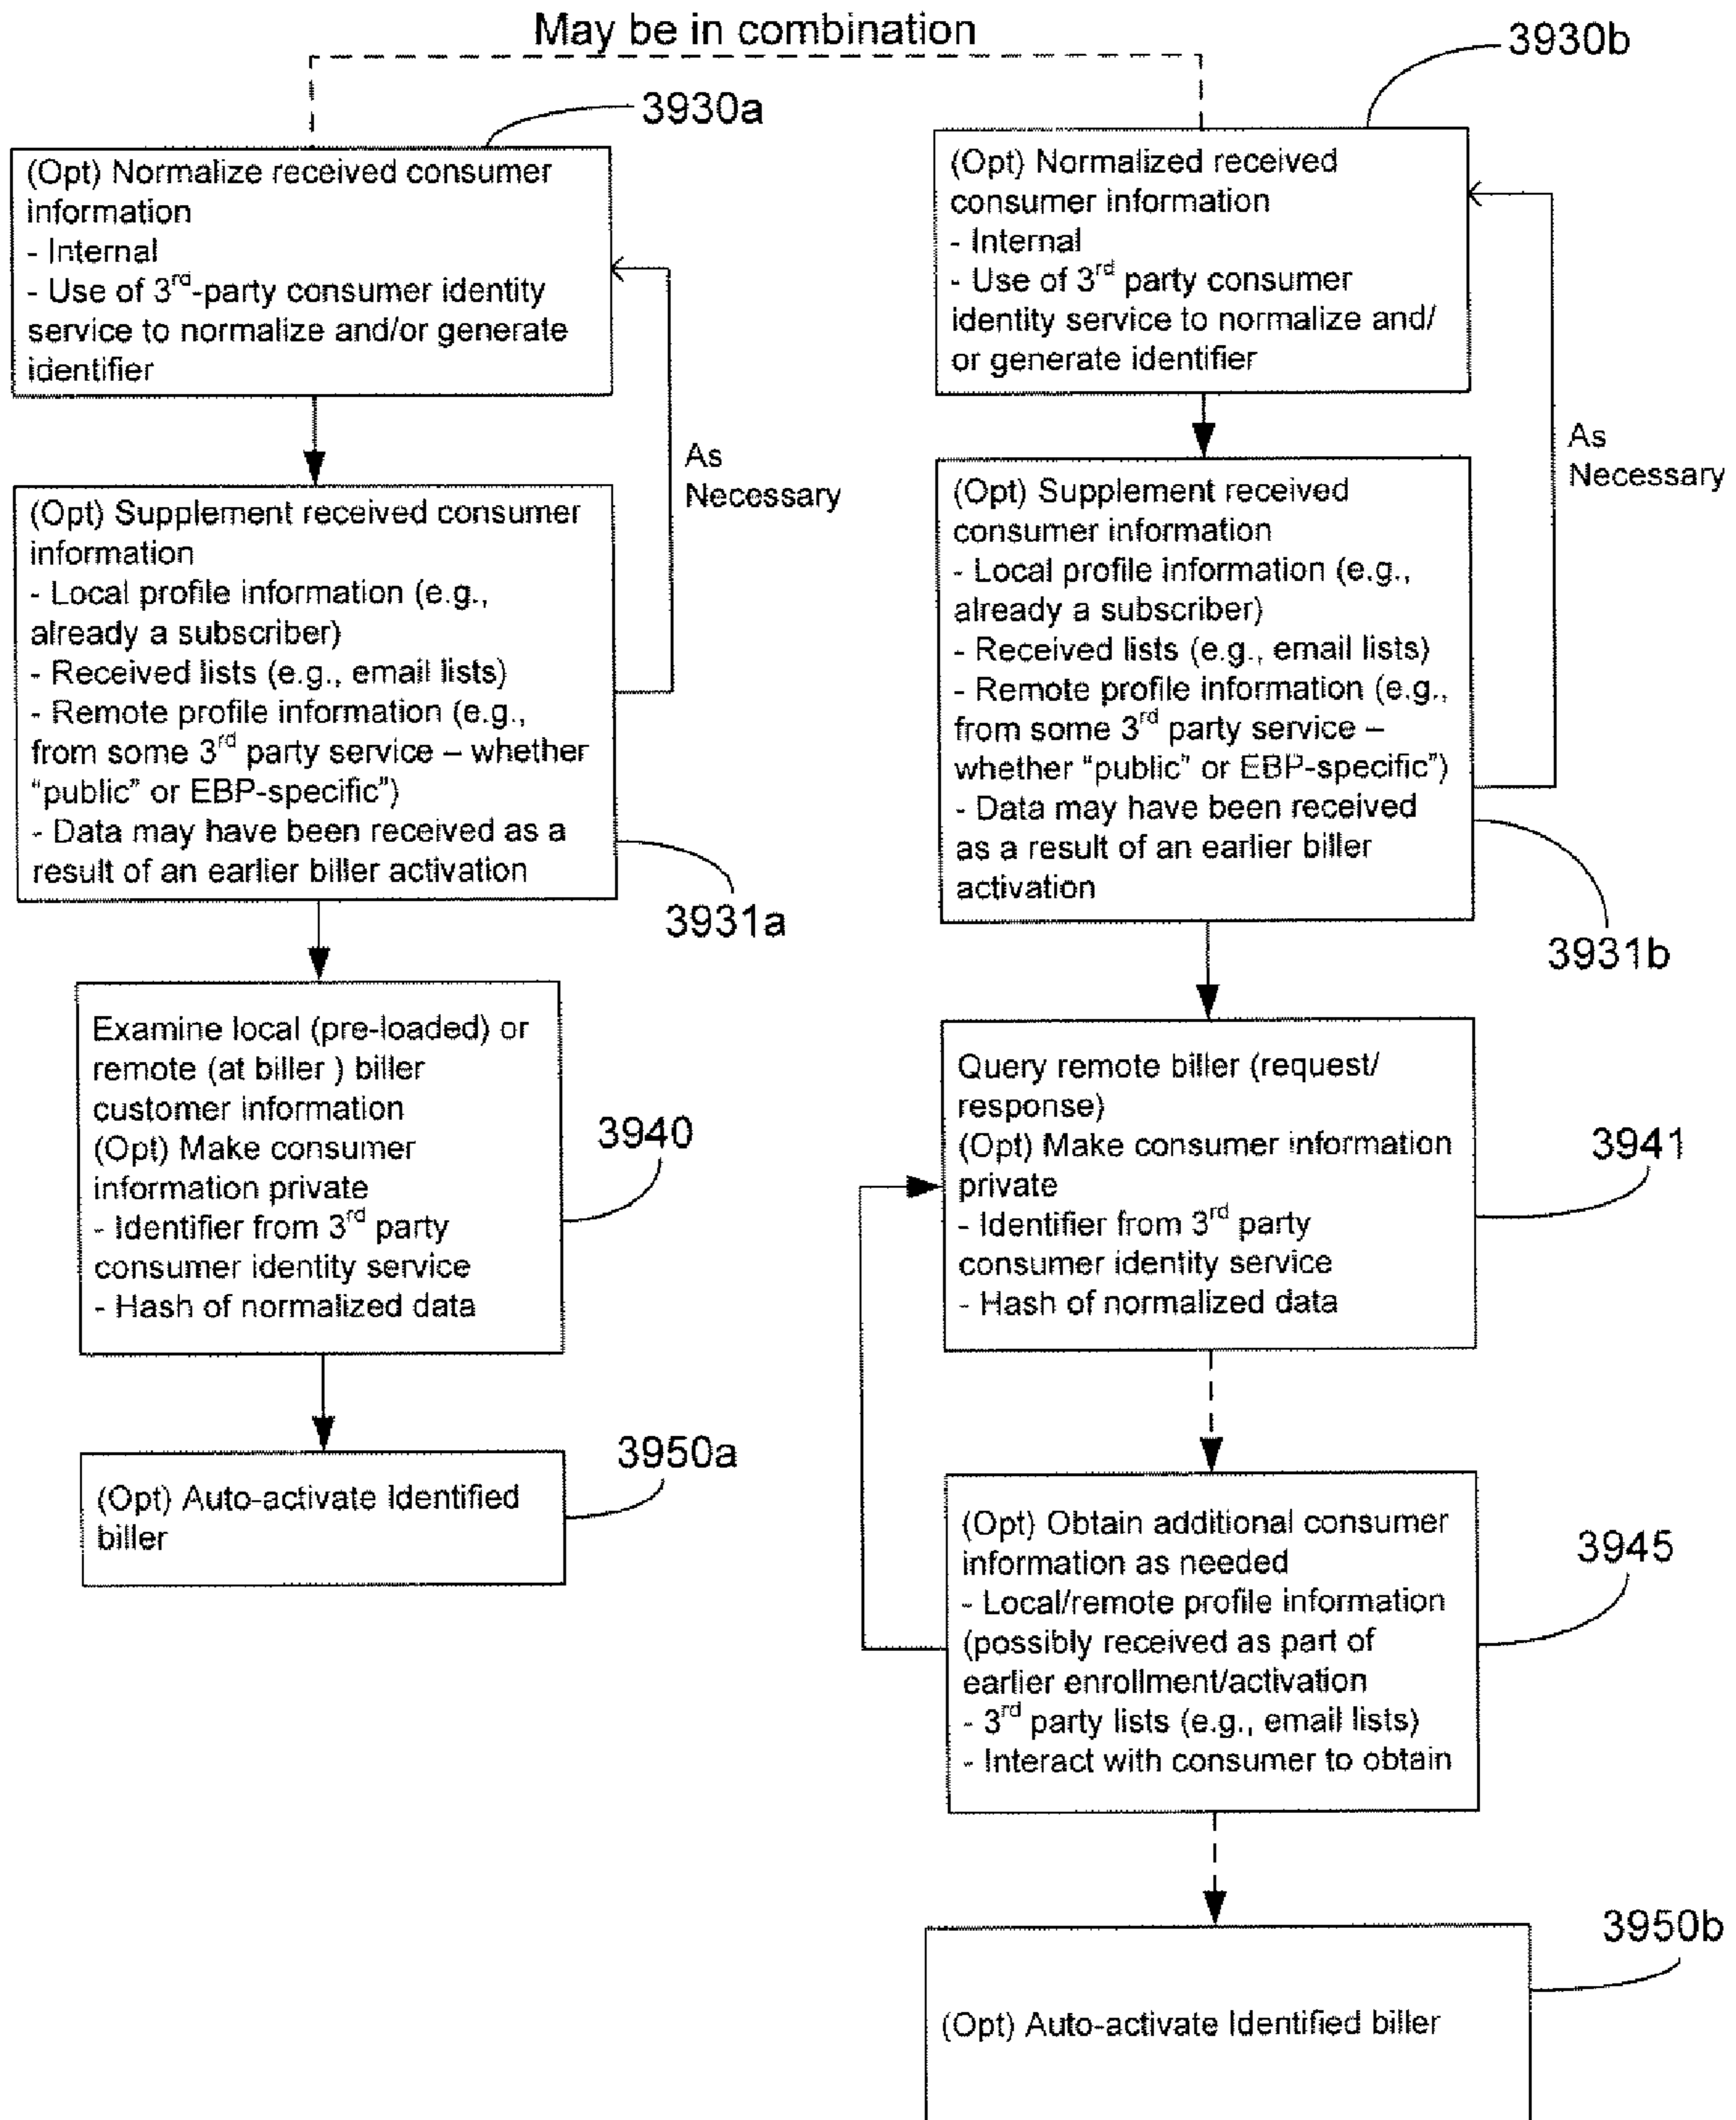 May be in combination
3930b
3930a
(Opt) Normalize received consumer
information
- Internal
- Use of 3rd-party consumer identity
service to normalize and/or generate
identifier
(Opt) Normalized received
consumer information
- Internal
- Use of 3rd party consumer
identity service to normalize and/
or generate identifier
As
Necessary
As
Necessary
(Opt) Supplement received consumer
information
- Local profile information (e.g.,
already a subscriber)
- Received lists (e.g., email lists)
- Remote profile information (e.g.,
from some 3rd party service – whether
“public” or EBP-specific”)
- Data may have been received as a
result of an earlier biller activation
3931a
(Opt) Supplement received
consumer information
- Local profile information (e.g.,
already a subscriber)
- Received lists (e.g., email lists)
- Remote profile information (e.g.,
from some 3rd party service –
whether “public” or EBP-specific”)
- Data may have been received
as a result of an earlier biller
activation
3931b
Examine local (pre-loaded) or
remote (at biller ) biller
customer information
(Opt) Make consumer
information private
- Identifier from 3rd party
consumer identity service
- Hash of normalized data
3940
Query remote biller (request/
response)
(Opt) Make consumer information
private
- Identifier from 3rd party
consumer identity service
- Hash of normalized data
3941
(Opt) Auto-activate Identified
biller
3950a
(Opt) Obtain additional consumer
information as needed
- Local/remote profile information
(possibly received as part of
earlier enrollment/activation
- 3rd party lists (e.g., email lists)
- Interact with consumer to obtain
3945
3950b
(Opt) Auto-activate Identified biller